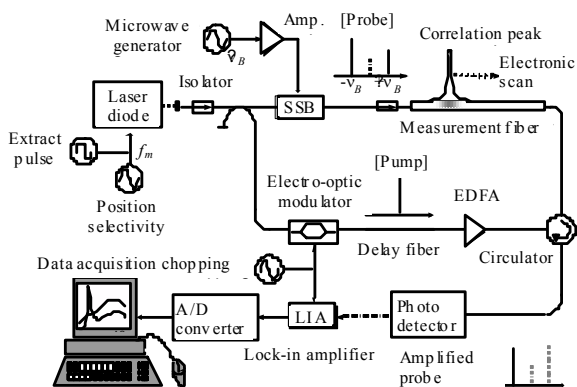 Microwave
generator
Amp.
[Probe]
Correlation peak
Electronic
scan
ν_B
-ν_B
+ν_B
Isolator
Laser
diode
SSB
Measurement fiber
Extract
pulse
f_m
Position
selectivity
Electro-optic
modulator
[Pump]
EDFA
Delay fiber
Circulator
Data acquisition chopping
A/D
converter
LIA
Photo
detector
Lock-in amplifier
Amplified
probe